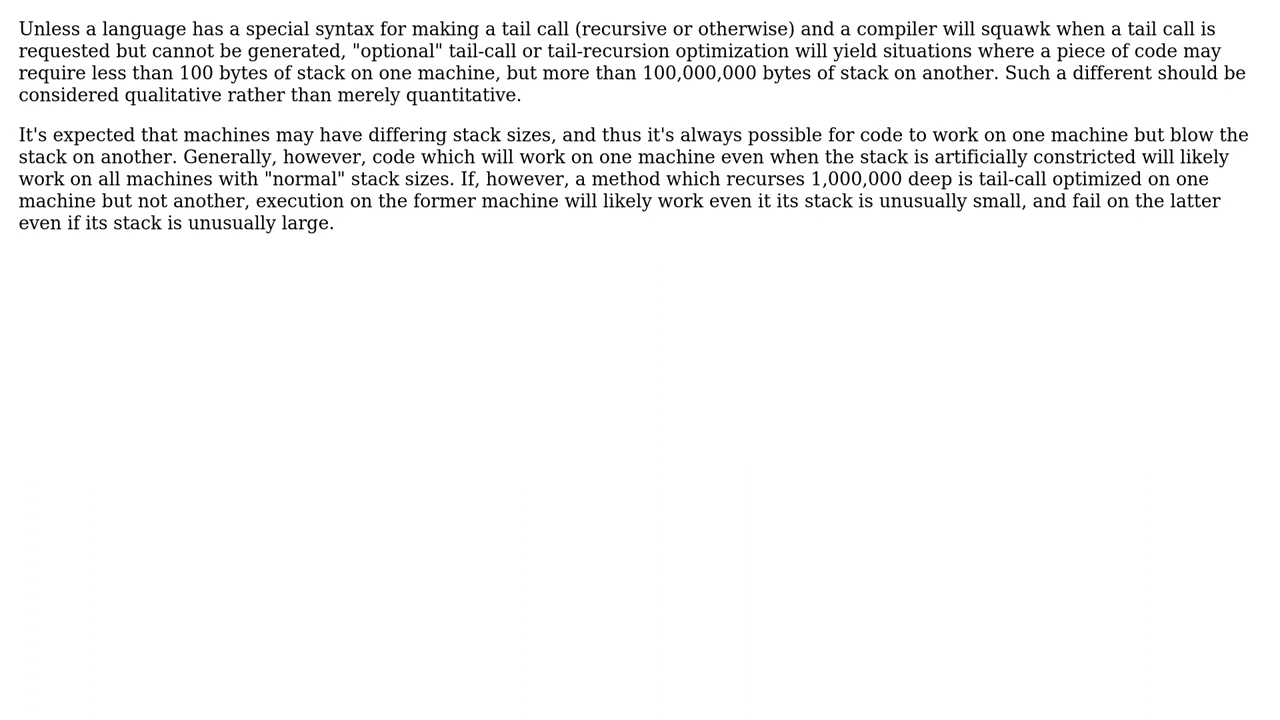 Unless a language has a special syntax for making a tail call (recursive or otherwise) and a compiler will squawk when a tail call is
requested but cannot be generated, "optional" tail-call or tail-recursion optimization will yield situations where a piece of code may
require less than 100 bytes of stack on one machine, but more than 100,000,000 bytes of stack on another. Such a different should be
considered qualitative rather than merely quantitative.
It's expected that machines may have differing stack sizes, and thus it's always possible for code to work on one machine but blow the
stack on another. Generally, however, code which will work on one machine even when the stack is artificially constricted will likely
work on all machines with "normal" stack sizes. If, however, a method which recurses 1,000,000 deep is tail-call optimized on one
machine but not another, execution on the former machine will likely work even it its stack is unusually small, and fail on the latter
even if its stack is unusually large.